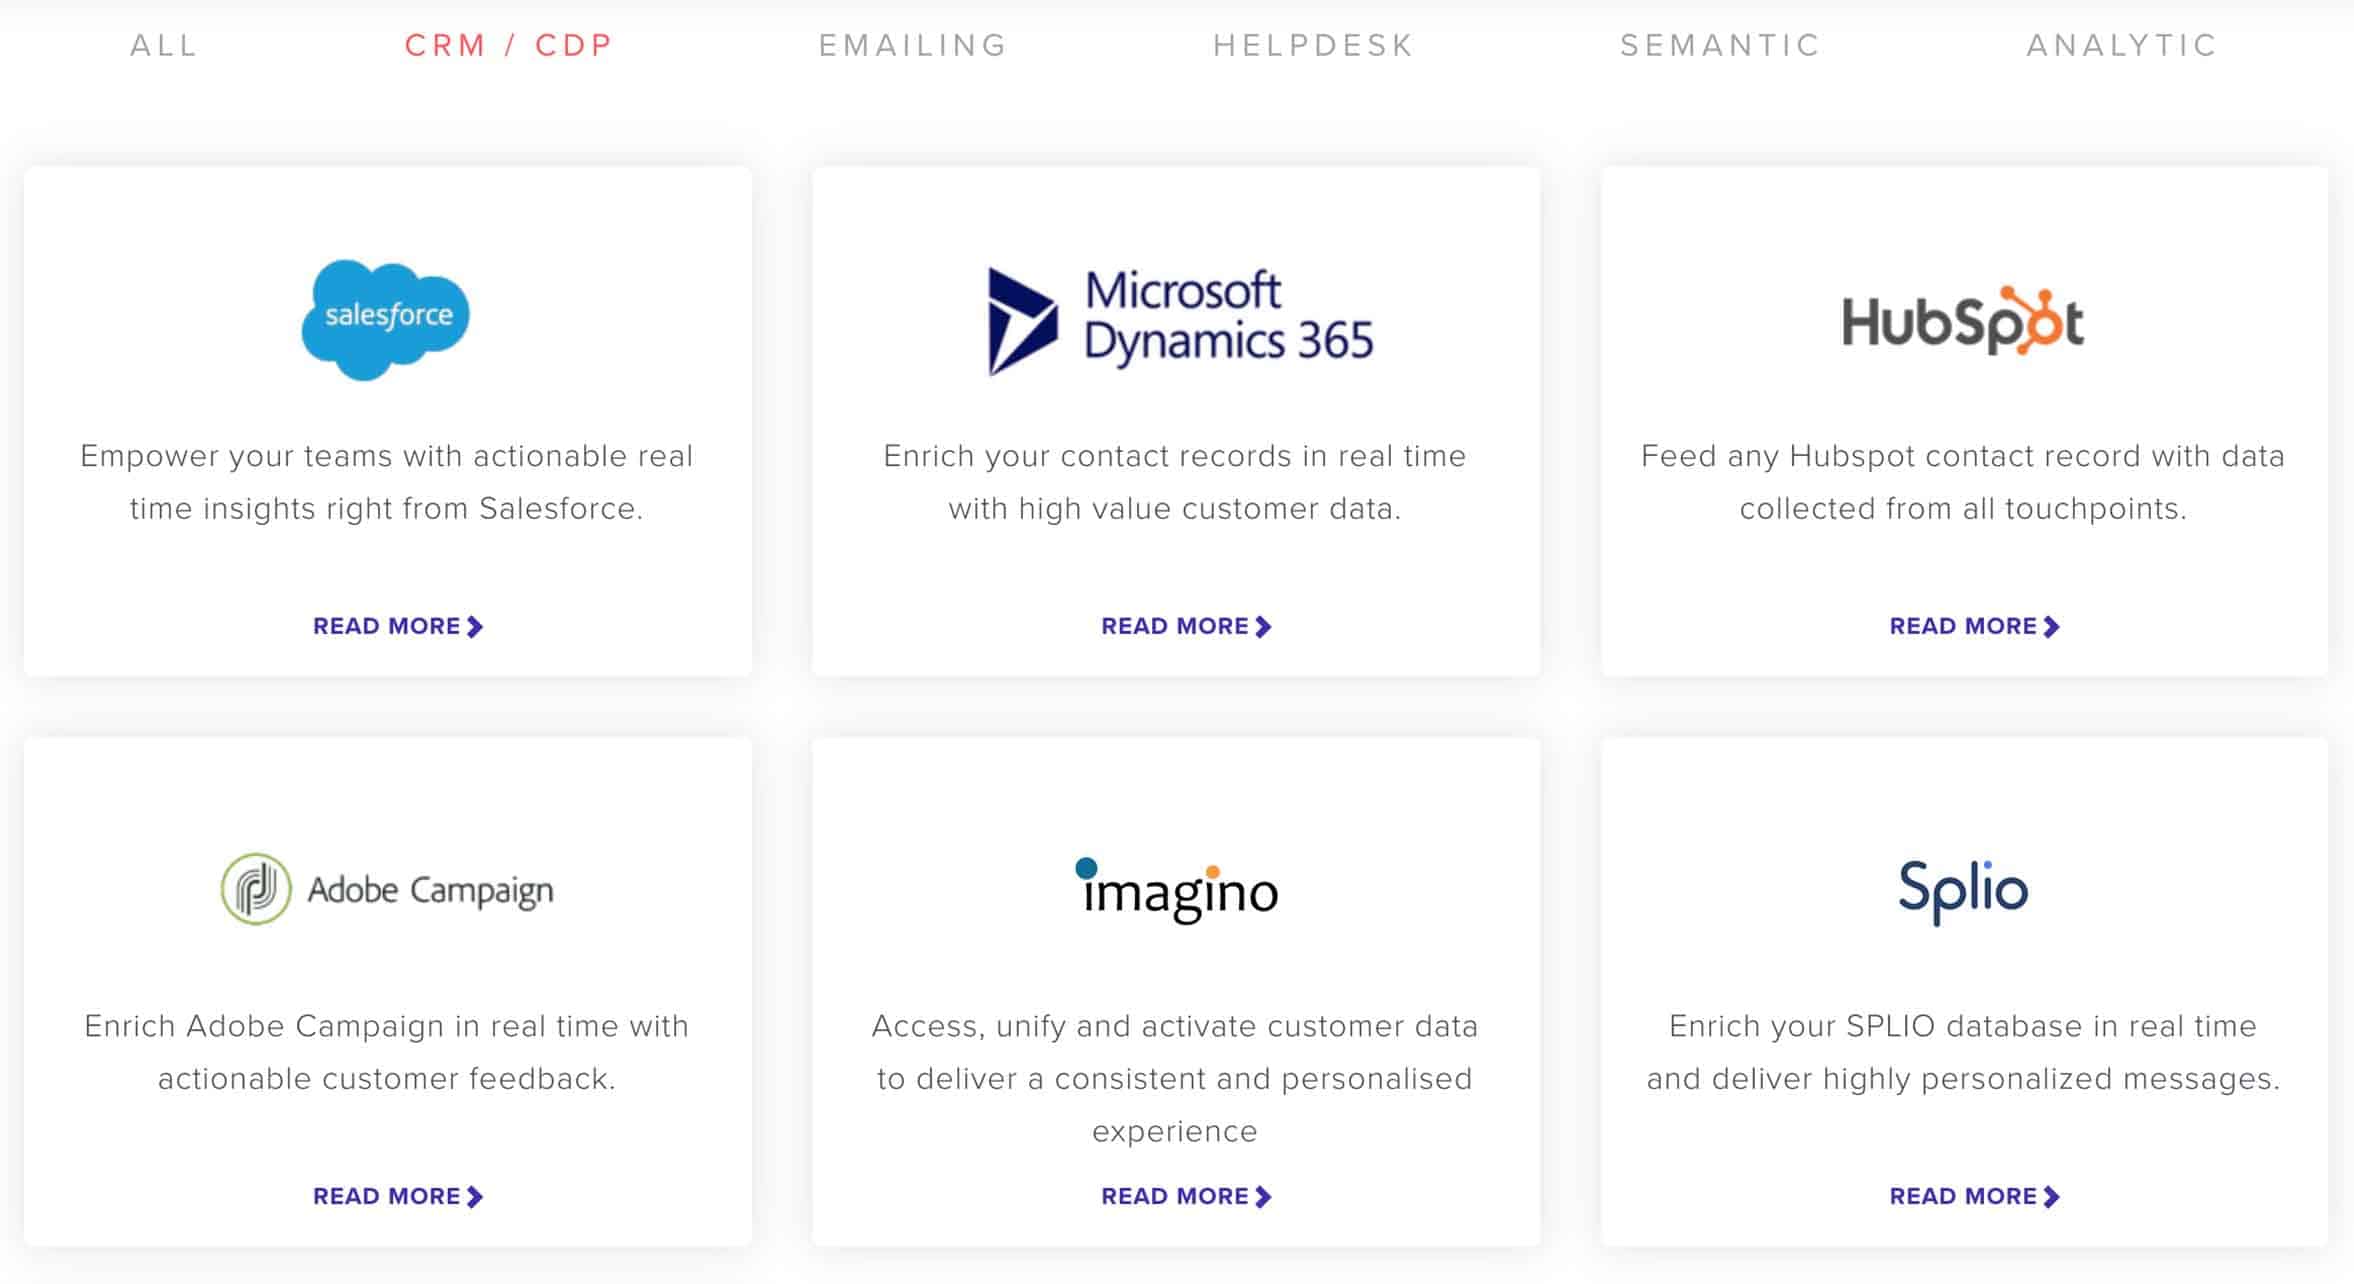 ALL CRM / CDP EMAILING HELPDESK SEMANTIC ANALYTIC
salesforce
Empower your teams with actionable real
time insights right from Salesforce.
READ MORE
Microsoft
Dynamics 365
Enrich your contact records in real time
with high value customer data.
READ MORE
HubSpot
Feed any Hubspot contact record with data
collected from all touchpoints.
READ MORE
Adobe Campaign
Enrich Adobe Campaign in real time with
actionable customer feedback.
READ MORE
imagino
Access, unify and activate customer data
to deliver a consistent and personalised
experience
READ MORE
Splio
Enrich your SPLIO database in real time
and deliver highly personalized messages.
READ MORE